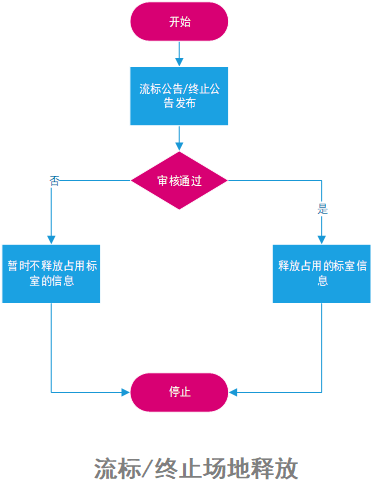 开始
流标公告/终止公
告发布
审核通过
否
是
暂时不释放占用标
室的信息
释放占用的标室信
息
停止
流标/终止场地释放